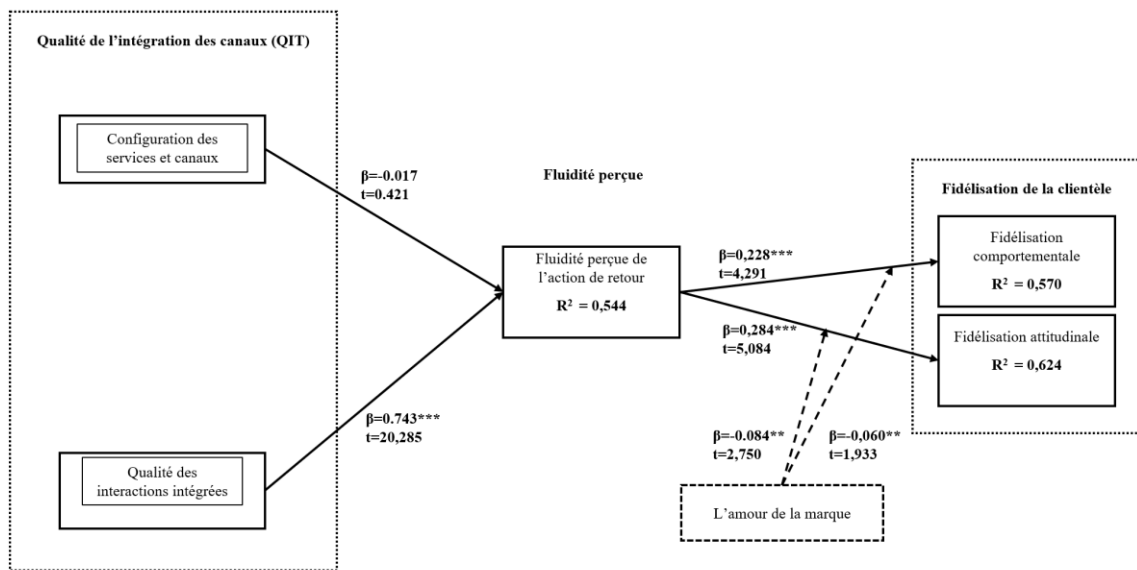 Qualité de l’intégration des canaux (QIT)
Configuration des
services et canaux
β=-0.017
t=0.421
Qualité des
interactions intégrées
β=0.743***
t=20,285
Fluidité perçue
Fluidité perçue de
l’action de retour
R² = 0,544
β=0,228***
t=4,291
β=0,284***
t=5,084
β=-0.084**
t=2,750
β=-0,060**
t=1,933
L’amour de la marque
Fidélisation de la clientèle
Fidélisation
comportementale
R² = 0,570
Fidélisation attitudinale
R² = 0,624